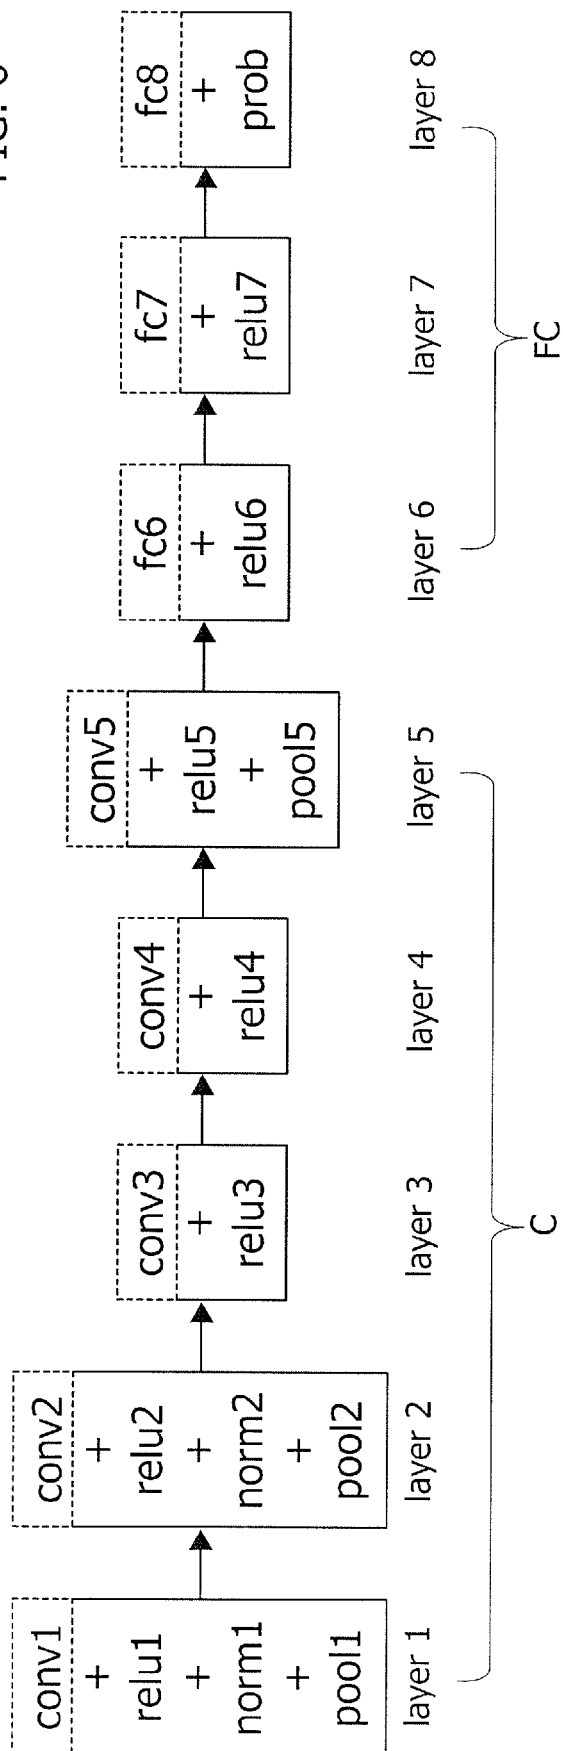 FIG.
conv1
+
relu1
+
norm1
+
pool1
layer 1
conv2
+
relu2
+
norm2
+
pool2
layer 2
conv3
+
relu3
layer 3
conv4
+
relu4
layer 4
conv5
+
relu5
+
pool5
layer 5
fc6
+
relu6
layer 6
fc7
+
relu7
layer 7
fc8
+
prob
layer 8
C
FC